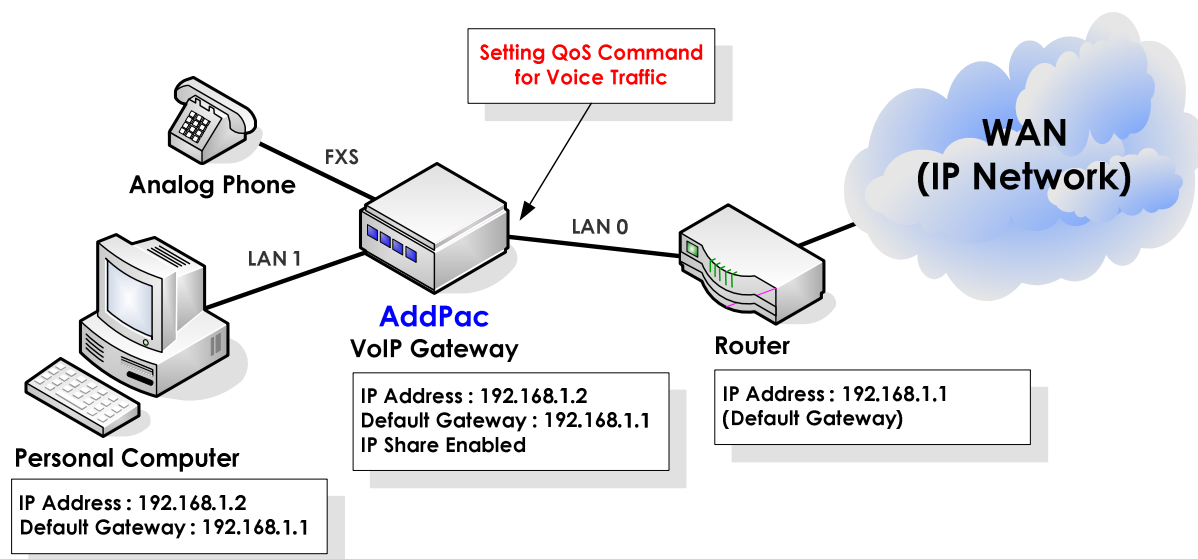 Setting QoS Command
for Voice Traffic
WAN
(IP Network)
FXS
Analog Phone
LAN 0
LAN 1
AddPac
VoIP Gateway
Router
IP Address : 192.168.1.2
Default Gateway : 192.168.1.1
IP Share Enabled
IP Address : 192.168.1.1
(Default Gateway)
Personal Computer
IP Address : 192.168.1.2
Default Gateway : 192.168.1.1